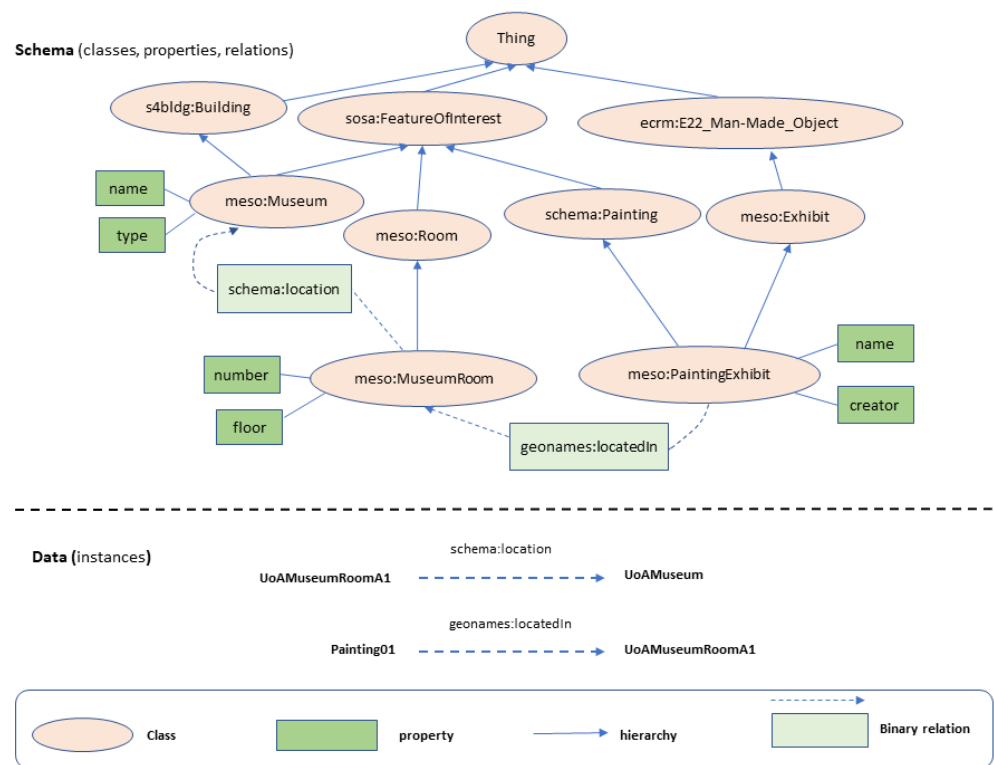 Thing
Schema (classes, properties, relations)
s4bldg:Building
sosa:FeatureOfInterest
ecrm:E22_Man-Made_Object
name
meso:Museum
schema:Painting
meso:Exhibit
type
meso:Room
schema:location
name
number
meso:MuseumRoom
meso:PaintingExhibit
creator
floor
geonames:locatedIn
Data (instances)
schema:location
UoAMuseumRoomA1
UoAMuseum
geonames:locatedIn
Painting01
UoAMuseumRoomA1
Class
property
hierarchy
Binary relation